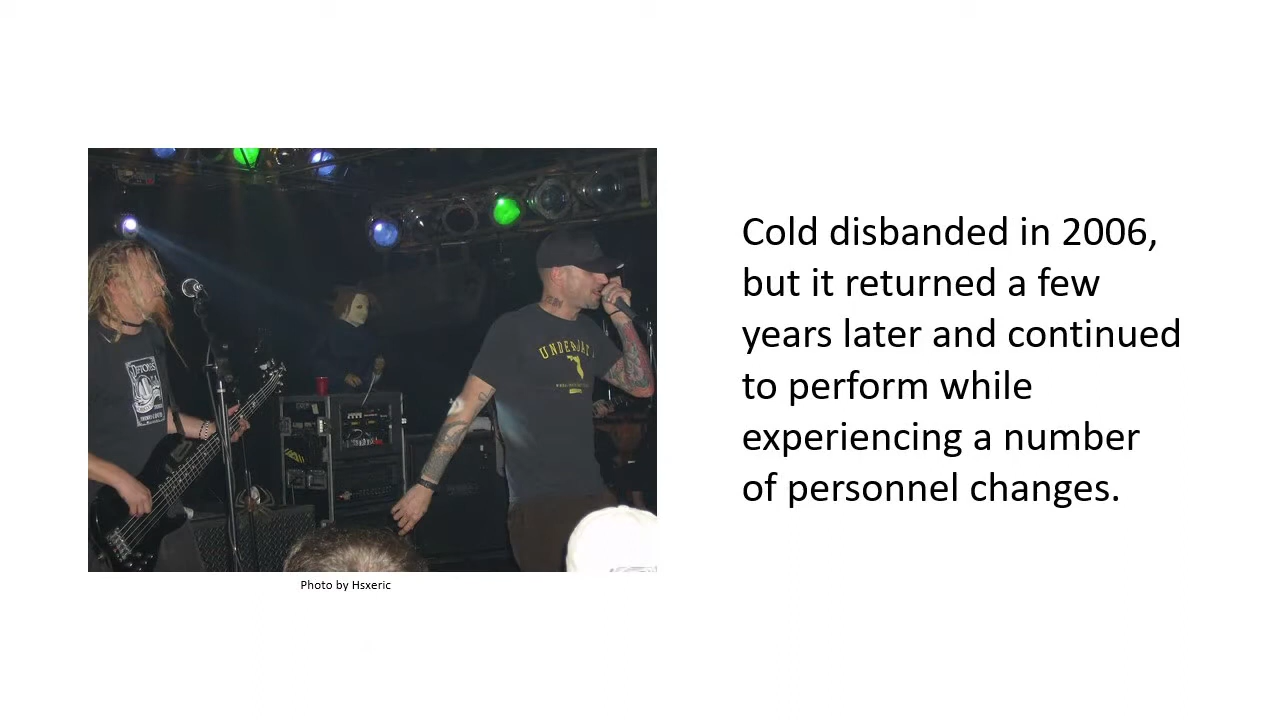 Cold disbanded in 2006,
but it returned a few
years later and continued
to perform while
experiencing a number
of personnel changes.
Photo by Hsxeric